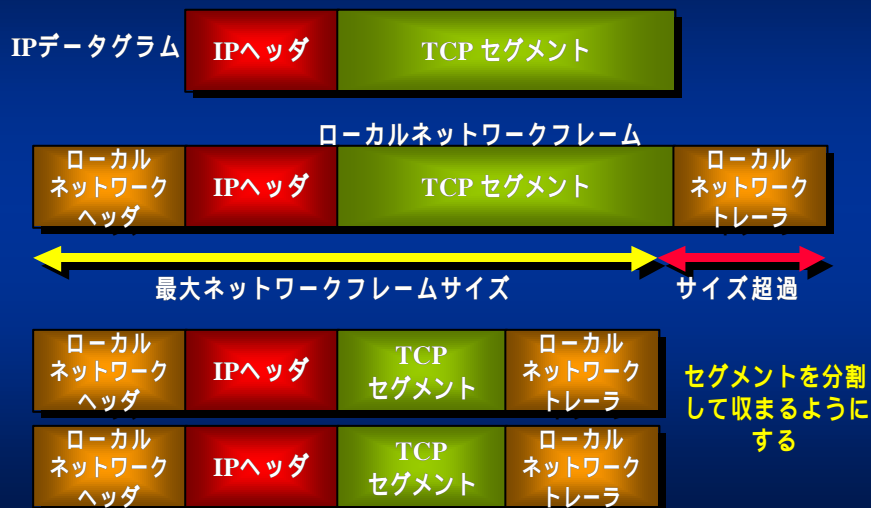 IPデータグラム
IPヘッダ
TCP セグメント
ローカルネットワークフレーム
ローカル
ネットワーク
ヘッダ
IPヘッダ
TCP セグメント
ローカル
ネットワーク
トレーラ
最大ネットワークフレームサイズ
サイズ超過
ローカル
ネットワーク
ヘッダ
IPヘッダ
TCP
セグメント
ローカル
ネットワーク
トレーラ
セグメントを分割
して収まるように
する
ローカル
ネットワーク
ヘッダ
IPヘッダ
TCP
セグメント
ローカル
ネットワーク
トレーラ